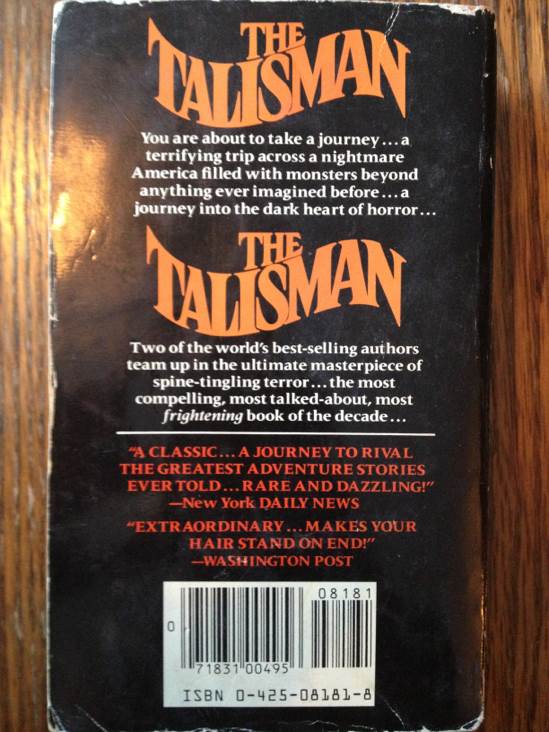 THE
TALISMAN
You are about to take a journey...a
terrifying trip across a nightmare
America filled with monsters beyond
anything ever imagined before...a
journey into the dark heart of horror...
THE
TALISMAN
Two of the world's best-selling authors
team up in the ultimate masterpiece of
spine-tingling terror...the most
compelling, most talked-about, most
frightening book of the decade...
"A CLASSIC...A JOURNEY TO RIVAL
THE GREATEST ADVENTURE STORIES
EVER TOLD...RARE AND DAZZLING!"
—New York DAILY NEWS
"EXTRAORDINARY...MAKES YOUR
HAIR STAND ON END!"
—WASHINGTON POST
08181
0
71831 00495
ISBN 0-425-08181-8